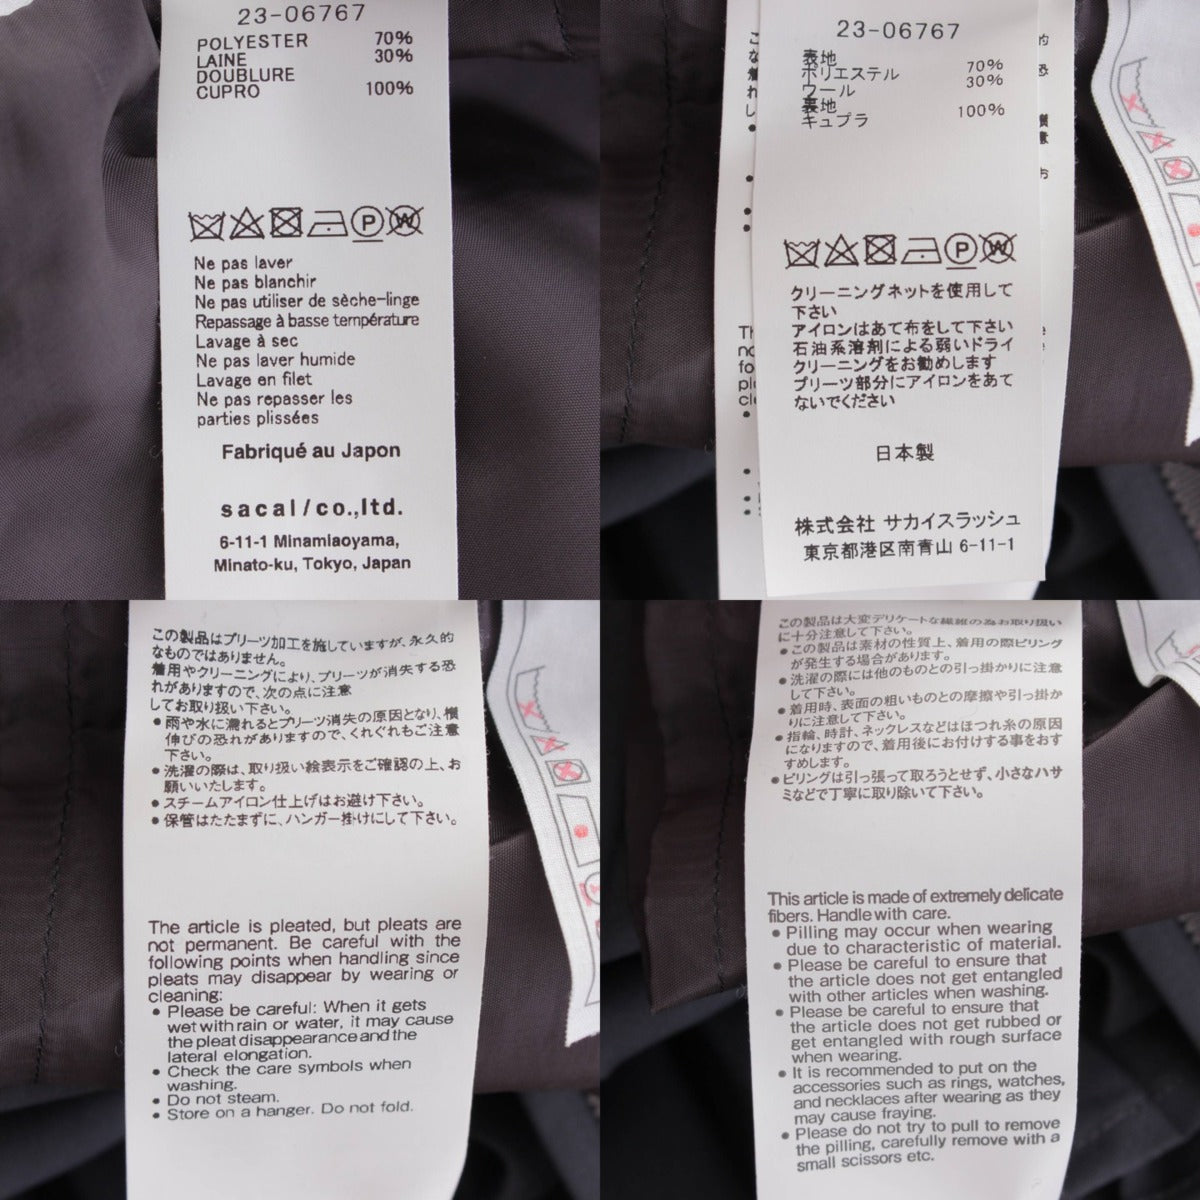 23-06767
POLYESTER 70%
LAINE 30%
DOUBLURE
CUPRO 100%
Ne pas laver
Ne pas blanchir
Ne pas utiliser de sèche-linge
Repassage à basse température
Lavage à sec
Ne pas laver humide
Lavage en filet
Ne pas repasser les
parties plissées
Fabriqué au Japon
sacai/co.,ltd.
6-11-1 Minamiaoyama,
Minato-ku, Tokyo, Japan
23-06767
表地
ポリエステル 70%
ウール 30%
裏地
キュプラ 100%
クリーニングネットを使用して
下さい
アイロンはあて布をして下さい
石油系溶剤による弱いドライ
クリーニングをお勧めします
プリーツ部分にアイロンをあて
ないでください
日本製
株式会社 サカイスラッシュ
東京都港区南青山 6-11-1
この製品はプリーツ加工を施していますが、永久的
なものではありません。
着用やクリーニングにより、プリーツが消失する恐
れがありますので、次の点に注意
してお取り扱い下さい。
• 雨や水に濡れるとプリーツ消失の原因となり、横
伸びの恐れがありますので、くれぐれもご注意
下さい。
• 洗濯の際は、取り扱い絵表示をご確認の上、お
願いいたします。
• スチームアイロン仕上げはお避け下さい。
• 保管はたたまずに、ハンガー掛けにして下さい。
The article is pleated, but pleats are
not permanent. Be careful with the
following points when handling since
pleats may disappear by wearing or
cleaning:
• Please be careful: When it gets
wet with rain or water, it may cause
the pleat disappearance and the
lateral elongation.
• Check the care symbols when
washing.
• Do not steam.
• Store on a hanger. Do not fold.
この製品は大変デリケートな繊維の為お取り扱い
に十分注意して下さい。
• この製品は素材の性質上、着用の際ピリング
が発生する場合があります。
• 洗濯の際には他のものとの引っ掛かりに注意
して下さい。
• 着用時、表面の粗いものとの摩擦や引っ掛か
りに注意して下さい。
• 指輪、時計、ネックレスなどはほつれ糸の原因
になりますので、着用後にお付けする事をおす
すめします。
• ピリングは引っ張って取ろうとせず、小さなハサ
ミなどで丁寧に取り除いて下さい。
This article is made of extremely delicate
fibers. Handle with care.
• Pilling may occur when wearing
due to characteristic of material.
• Please be careful to ensure that
the article does not get entangled
with other articles when washing.
• Please be careful to ensure that
the article does not get rubbed or
get entangled with rough surface
when wearing.
• It is recommended to put on the
accessories such as rings, watches,
and necklaces after wearing as they
may cause fraying.
• Please do not try to pull to remove
the pilling, carefully remove with a
small scissors etc.